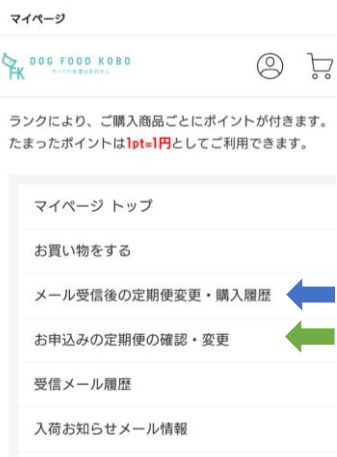 マイページ
DOG FOOD KOBO
FK
ランクにより、ご購入商品ごとにポイントが付きます。
たまったポイントは1pt=1円としてご利用できます。
マイページ トップ
お買い物をする
メール受信後の定期便変更・購入履歴
お申込みの定期便の確認・変更
受信メール履歴
入荷お知らせメール情報